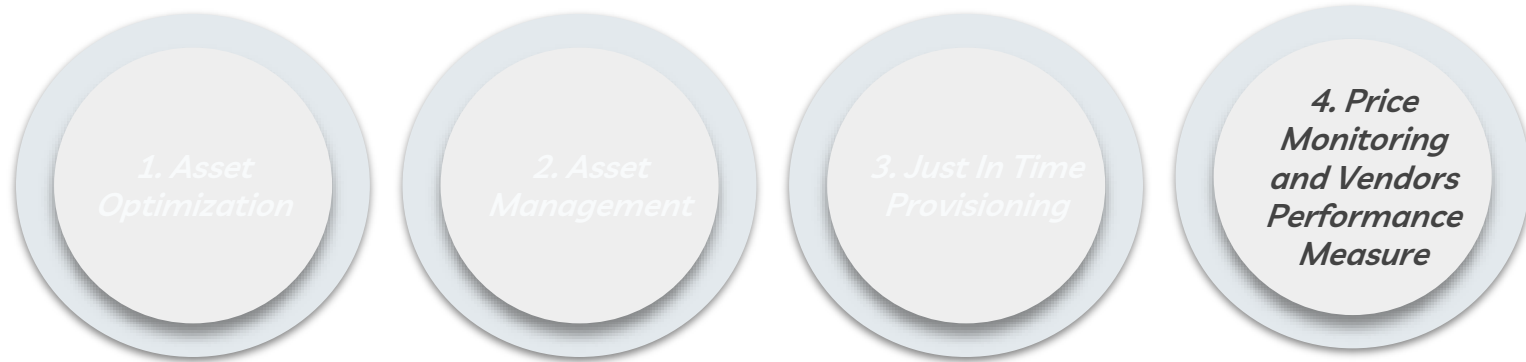 1. Asset
Optimization
2. Asset
Management
3. Just In Time
Provisioning
4. Price
Monitoring
and Vendors
Performance
Measure